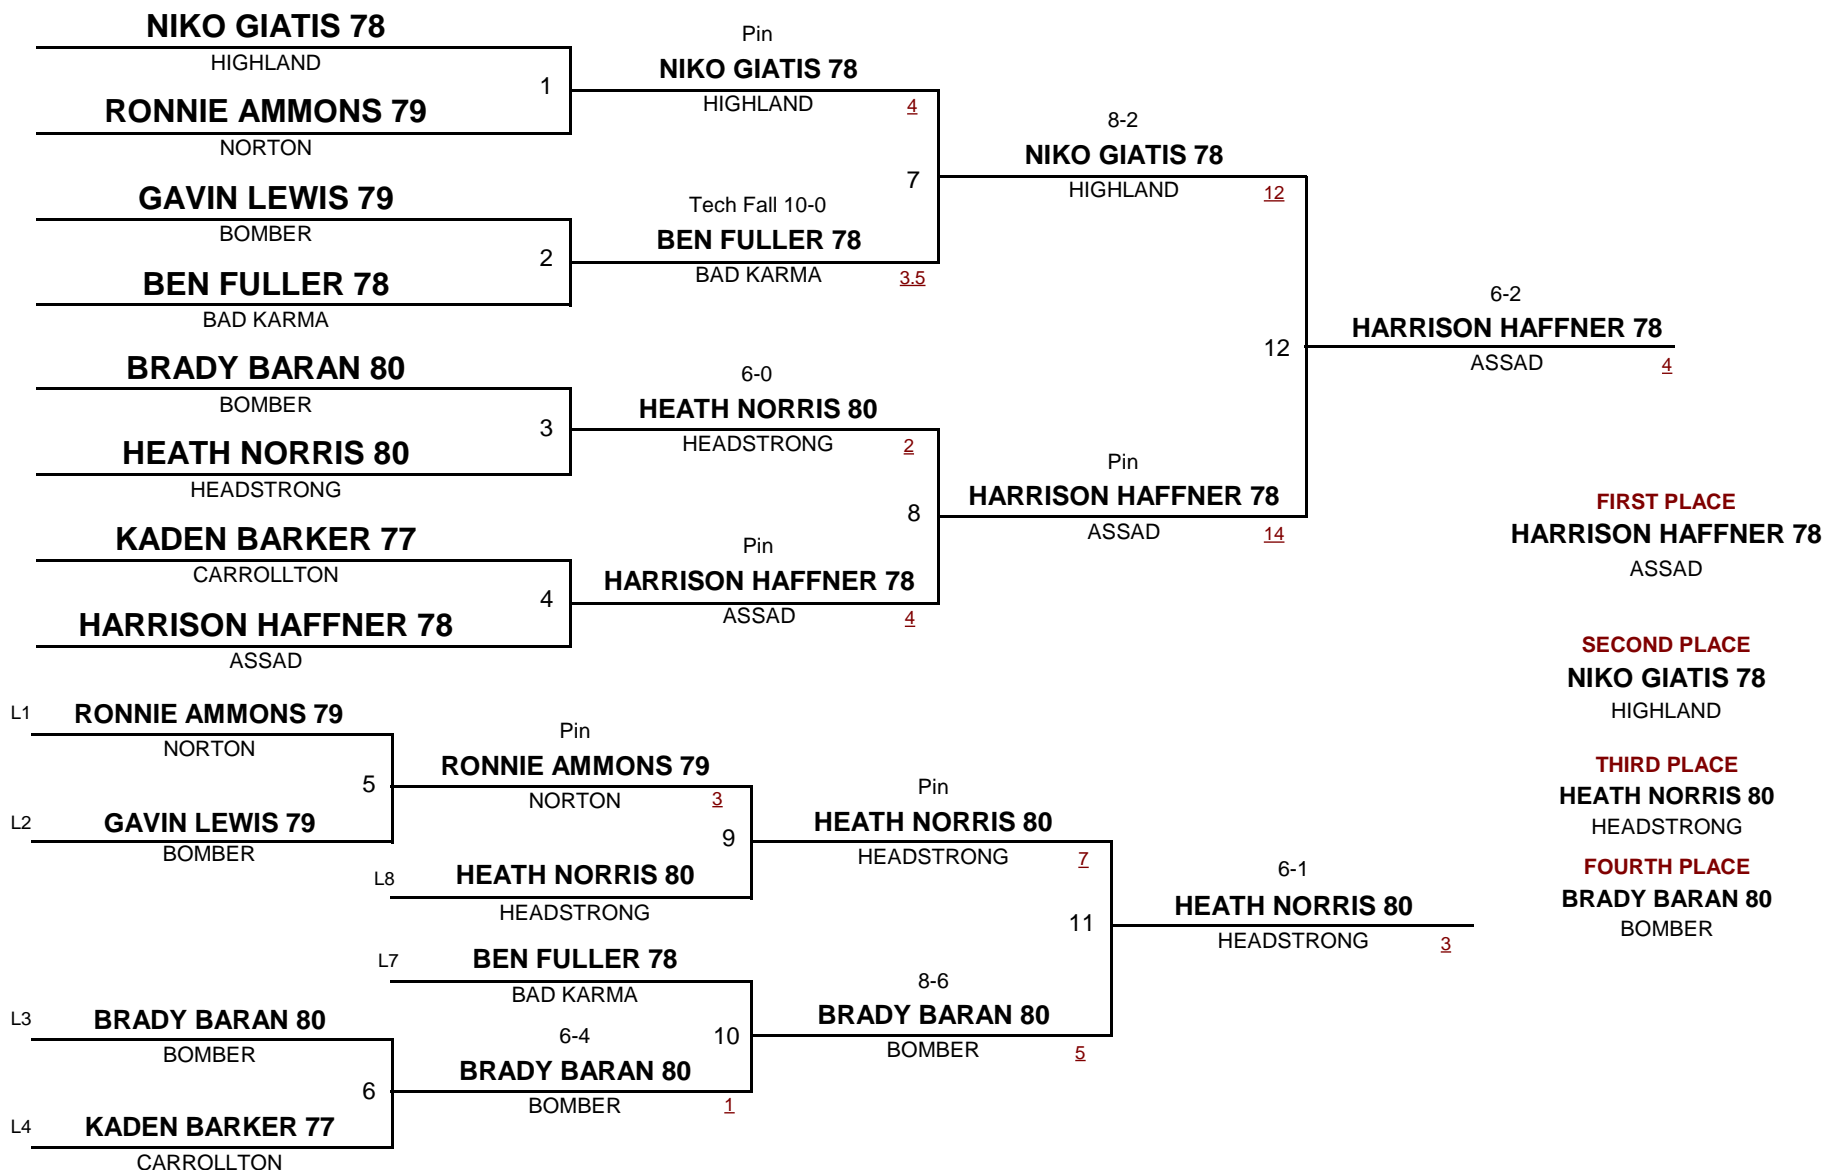 NIKO GIATIS 78
HIGHLAND
1
RONNIE AMMONS 79
NORTON
GAVIN LEWIS 79
BOMBER
2
BEN FULLER 78
BAD KARMA
BRADY BARAN 80
BOMBER
3
HEATH NORRIS 80
HEADSTRONG
KADEN BARKER 77
CARROLLTON
4
HARRISON HAFFNER 78
ASSAD
Pin
NIKO GIATIS 78
HIGHLAND
4
7
Tech Fall 10-0
BEN FULLER 78
BAD KARMA
3.5
6-0
HEATH NORRIS 80
HEADSTRONG
2
8
Pin
HARRISON HAFFNER 78
ASSAD
4
8-2
NIKO GIATIS 78
HIGHLAND
12
12
Pin
HARRISON HAFFNER 78
ASSAD
14
6-2
HARRISON HAFFNER 78
ASSAD
4
FIRST PLACE
HARRISON HAFFNER 78
ASSAD
SECOND PLACE
NIKO GIATIS 78
HIGHLAND
THIRD PLACE
HEATH NORRIS 80
HEADSTRONG
FOURTH PLACE
BRADY BARAN 80
BOMBER
L1
RONNIE AMMONS 79
NORTON
5
L2
GAVIN LEWIS 79
BOMBER
L3
BRADY BARAN 80
BOMBER
6
L4
KADEN BARKER 77
CARROLLTON
Pin
RONNIE AMMONS 79
NORTON
3
9
L8
HEATH NORRIS 80
HEADSTRONG
L7
BEN FULLER 78
BAD KARMA
10
6-4
BRADY BARAN 80
BOMBER
1
Pin
HEATH NORRIS 80
HEADSTRONG
7
11
8-6
BRADY BARAN 80
BOMBER
5
6-1
HEATH NORRIS 80
HEADSTRONG
3